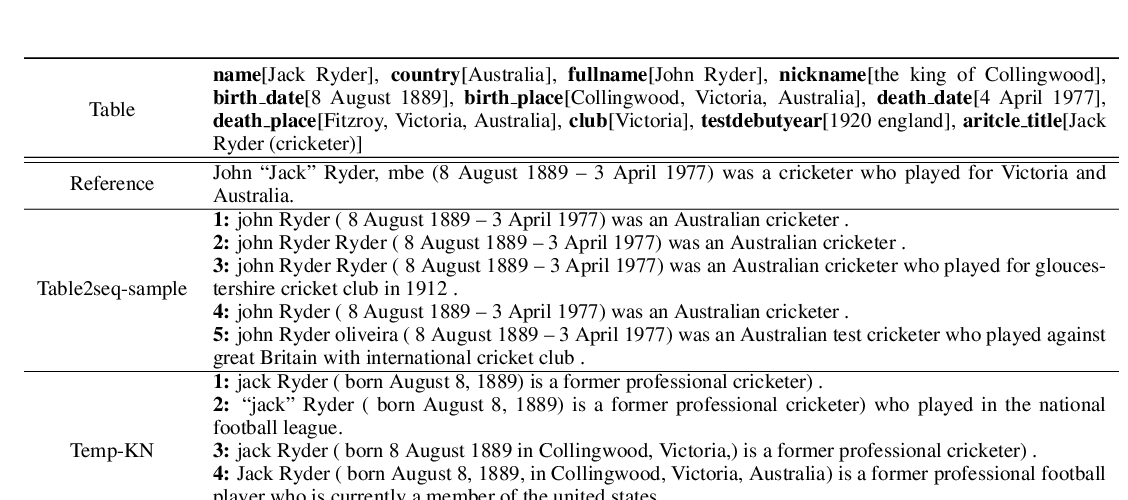 name[Jack Ryder], country[Australia], fullname[John Ryder], nickname[the king of Collingwood],
birth_date[8 August 1889], birth_place[Collingwood, Victoria, Australia], death_date[4 April 1977],
Table
death_place[Fitzroy, Victoria, Australia], club[Victoria], testdebutyear[1920 england], aritcle_title[Jack
Ryder (cricketer)]
Reference
John “Jack” Ryder, mbe (8 August 1889 – 3 April 1977) was a cricketer who played for Victoria and
Australia.
Table2seq-sample
1: john Ryder ( 8 August 1889 – 3 April 1977) was an Australian cricketer .
2: john Ryder Ryder ( 8 August 1889 – 3 April 1977) was an Australian cricketer .
3: john Ryder Ryder ( 8 August 1889 – 3 April 1977) was an Australian cricketer who played for glouces-
tershire cricket club in 1912 .
4: john Ryder ( 8 August 1889 – 3 April 1977) was an Australian cricketer .
5: john Ryder oliveira ( 8 August 1889 – 3 April 1977) was an Australian test cricketer who played against
great Britain with international cricket club .
Temp-KN
1: jack Ryder ( born August 8, 1889) is a former professional cricketer) .
2: “jack” Ryder ( born August 8, 1889) is a former professional cricketer) who played in the national
football league.
3: jack Ryder ( born 8 August 1889 in Collingwood, Victoria,) is a former professional cricketer) .
4: Jack Ryder ( born August 8, 1889, in Collingwood, Victoria, Australia) is a former professional football
player who is currently a member of the united states